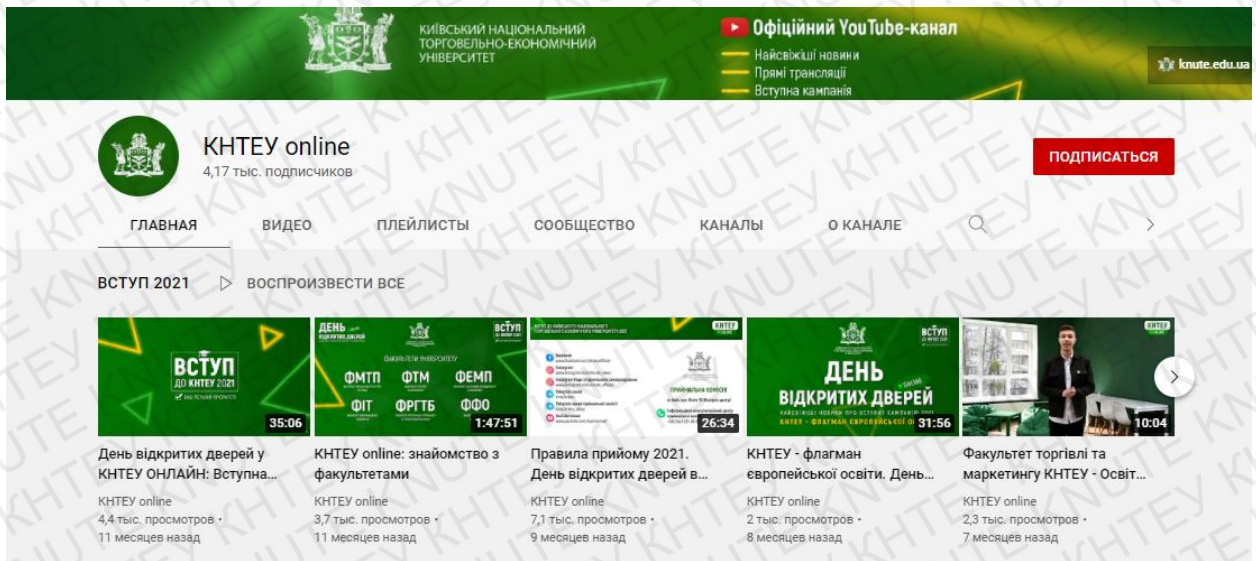 КИЇВСЬКИЙ НАЦІОНАЛЬНИЙ
ТОРГОВЕЛЬНО-ЕКОНОМІЧНИЙ
УНІВЕРСИТЕТ
Офіційний YouTube-канал
Найсвіжіші новини
Прямі трансляції
Вступна кампанія
knute.edu.ua
КНТЕУ online
4,17 тыс. подписчиков
ПОДПИСАТЬСЯ
ГЛАВНАЯ ВИДЕО ПЛЕЙЛИСТЫ СООБЩЕСТВО КАНАЛЫ О КАНАЛЕ
ВСТУП 2021 ВОСПРОИЗВЕСТИ ВСЕ
ВСТУП
ДО КНТЕУ 2021
35:06
ДЕНЬ
ВІДКРИТИХ ДВЕРЕЙ
ВСТУП
ФМТП ФТМ ФЕМП
ФІТ ФРГТБ ФФО
1:47:51
КНТЕУ
ПРИЙМАЛЬНА КОМІСІЯ
26:34
ВСТУП
ДЕНЬ
ВІДКРИТИХ ДВЕРЕЙ
31:56
КНТЕУ
10:04
День відкритих дверей у
КНТЕУ ОНЛАЙН: Вступна...
КНТЕУ online
4,4 тыс. просмотров •
11 месяцев назад
КНТЕУ online: знайомство з
факультетами
КНТЕУ online
3,7 тыс. просмотров •
11 месяцев назад
Правила прийому 2021.
День відкритих дверей в...
КНТЕУ online
7,1 тыс. просмотров •
9 месяцев назад
КНТЕУ - флагман
європейської освіти. День...
КНТЕУ online
2 тыс. просмотров •
8 месяцев назад
Факультет торгівлі та
маркетингу КНТЕУ - Освіт...
КНТЕУ online
2,3 тыс. просмотров •
7 месяцев назад